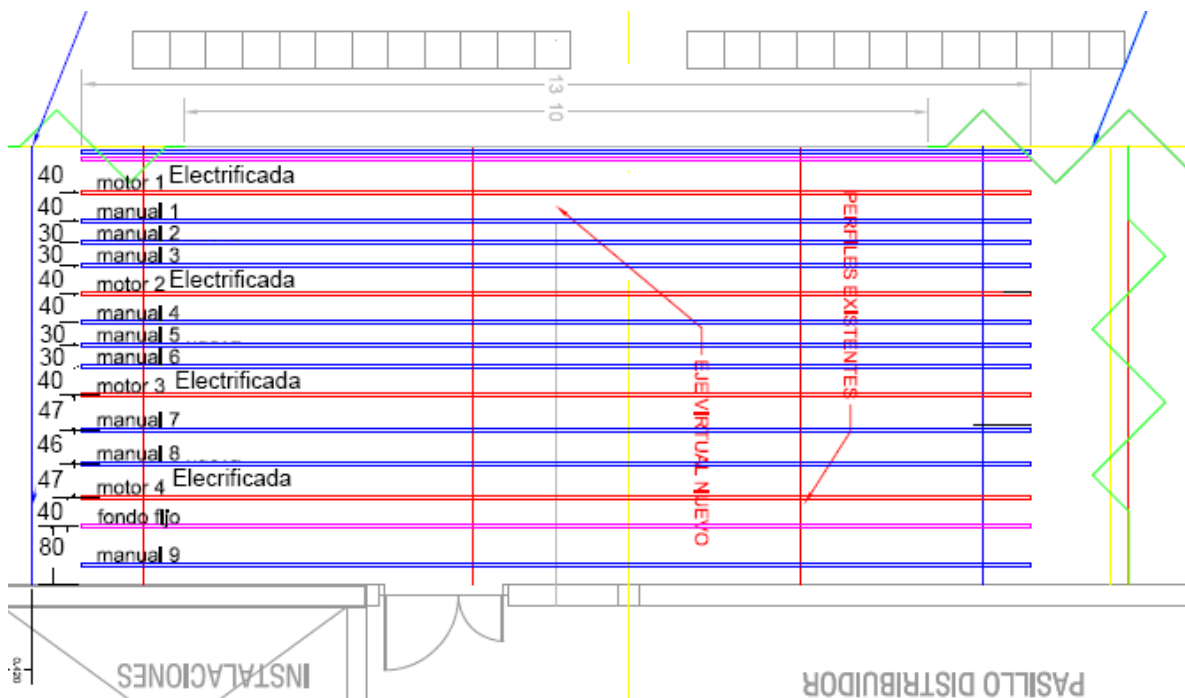 13
10
40
motor 1 Electrificada
40
manual 1
30
manual 2
30
manual 3
40
motor 2 Electrificada
40
manual 4
30
manual 5
30
manual 6
40
motor 3 Electrificada
47
manual 7
46
manual 8
47
motor 4 Elecrificada
40
fondo fijo
80
manual 9
PERFILES EXISTENTES
EJE VIRTUAL NUEVO
0.420
INSTALACIONES
PASILLO DISTRIBUIDOR